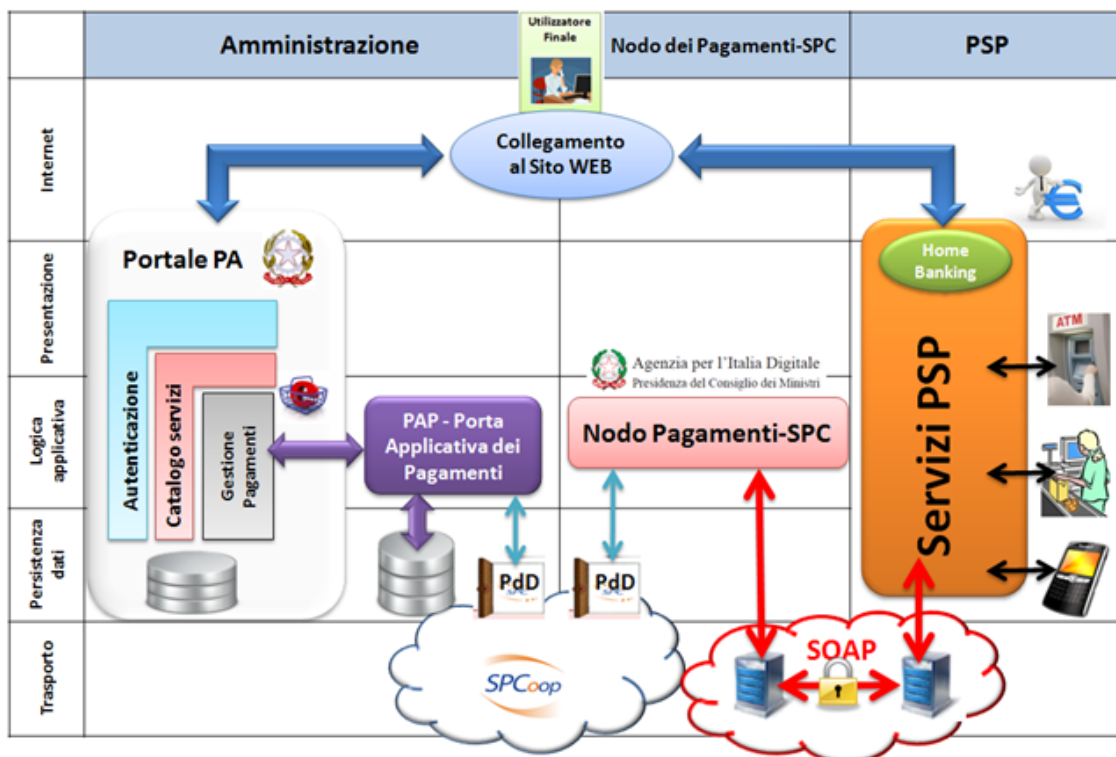 Amministrazione
Utilizzatore
Finale
Nodo dei Pagamenti-SPC
PSP
Internet
Collegamento
al Sito WEB
Presentazione
Portale PA
Home
Banking
ATM
Autenticazione
Catalogo servizi
Gestione
Pagamenti
Agenzia per l'Italia Digitale
Presidenza del Consiglio dei Ministri
Logica
applicativa
PAP - Porta
Applicativa dei
Pagamenti
Nodo Pagamenti-SPC
Servizi PSP
Persistenza
dati
PdD
PdD
Trasporto
SPCoop
SOAP